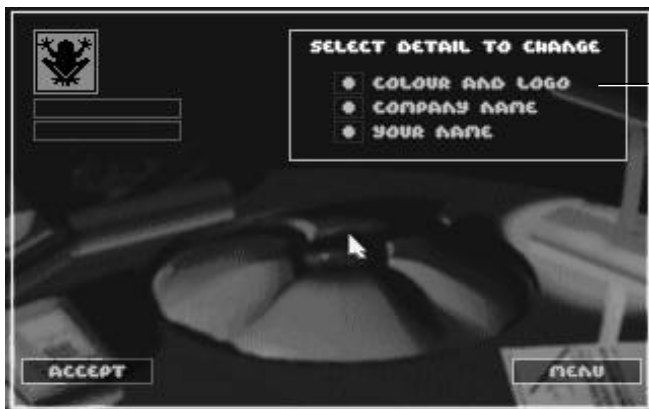 SELECT DETAIL TO CHANGE
COLOUR AND LOGO
COMPANY NAME
YOUR NAME
ACCEPT
MENU